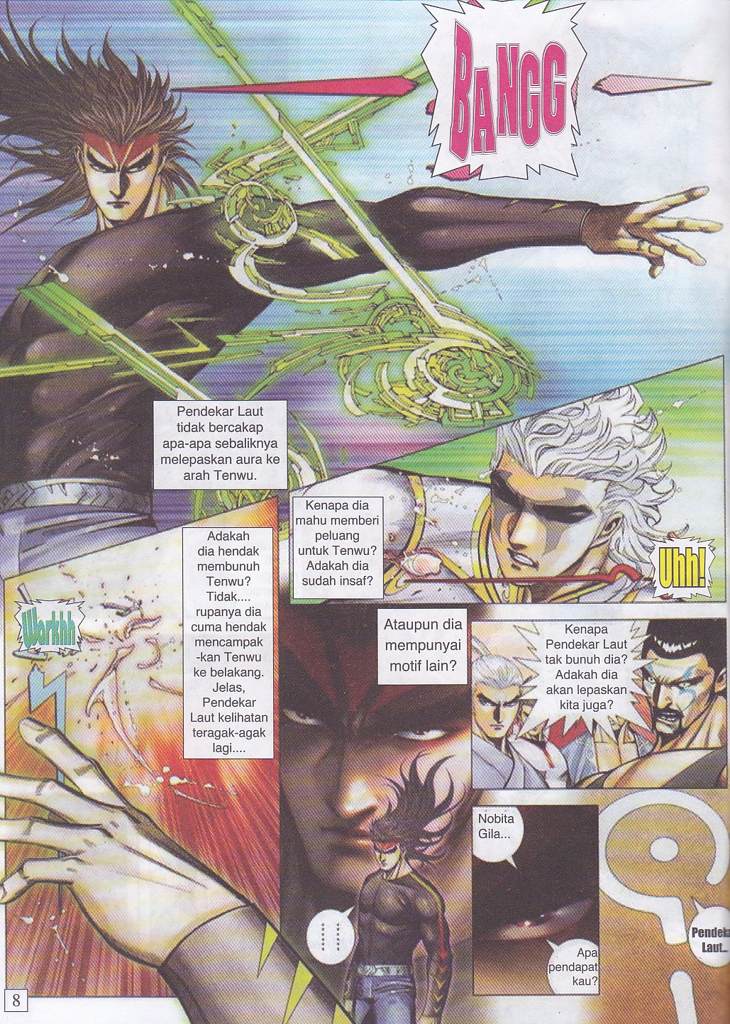 BANGG
Pendekar Laut
tidak bercakap
apa-apa sebaliknya
melepaskan aura ke
arah Tenwu.
Kenapa dia
mahu memberi
peluang
untuk Tenwu?
Adakah dia
sudah insaf?
Uhh!
Adakah
dia hendak
membunuh
Tenwu?
Tidak....
rupanya dia
cuma hendak
mencampak
-kan Tenwu
ke belakang.
Jelas,
Pendekar
Laut kelihatan
teragak-agak
lagi....
Warkhh
Ataupun dia
mempunyai
motif lain?
Kenapa
Pendekar Laut
tak bunuh dia?
Adakah dia
akan lepaskan
kita juga?
Nobita
Gila...
Apa
pendapat
kau?
Laut...
8